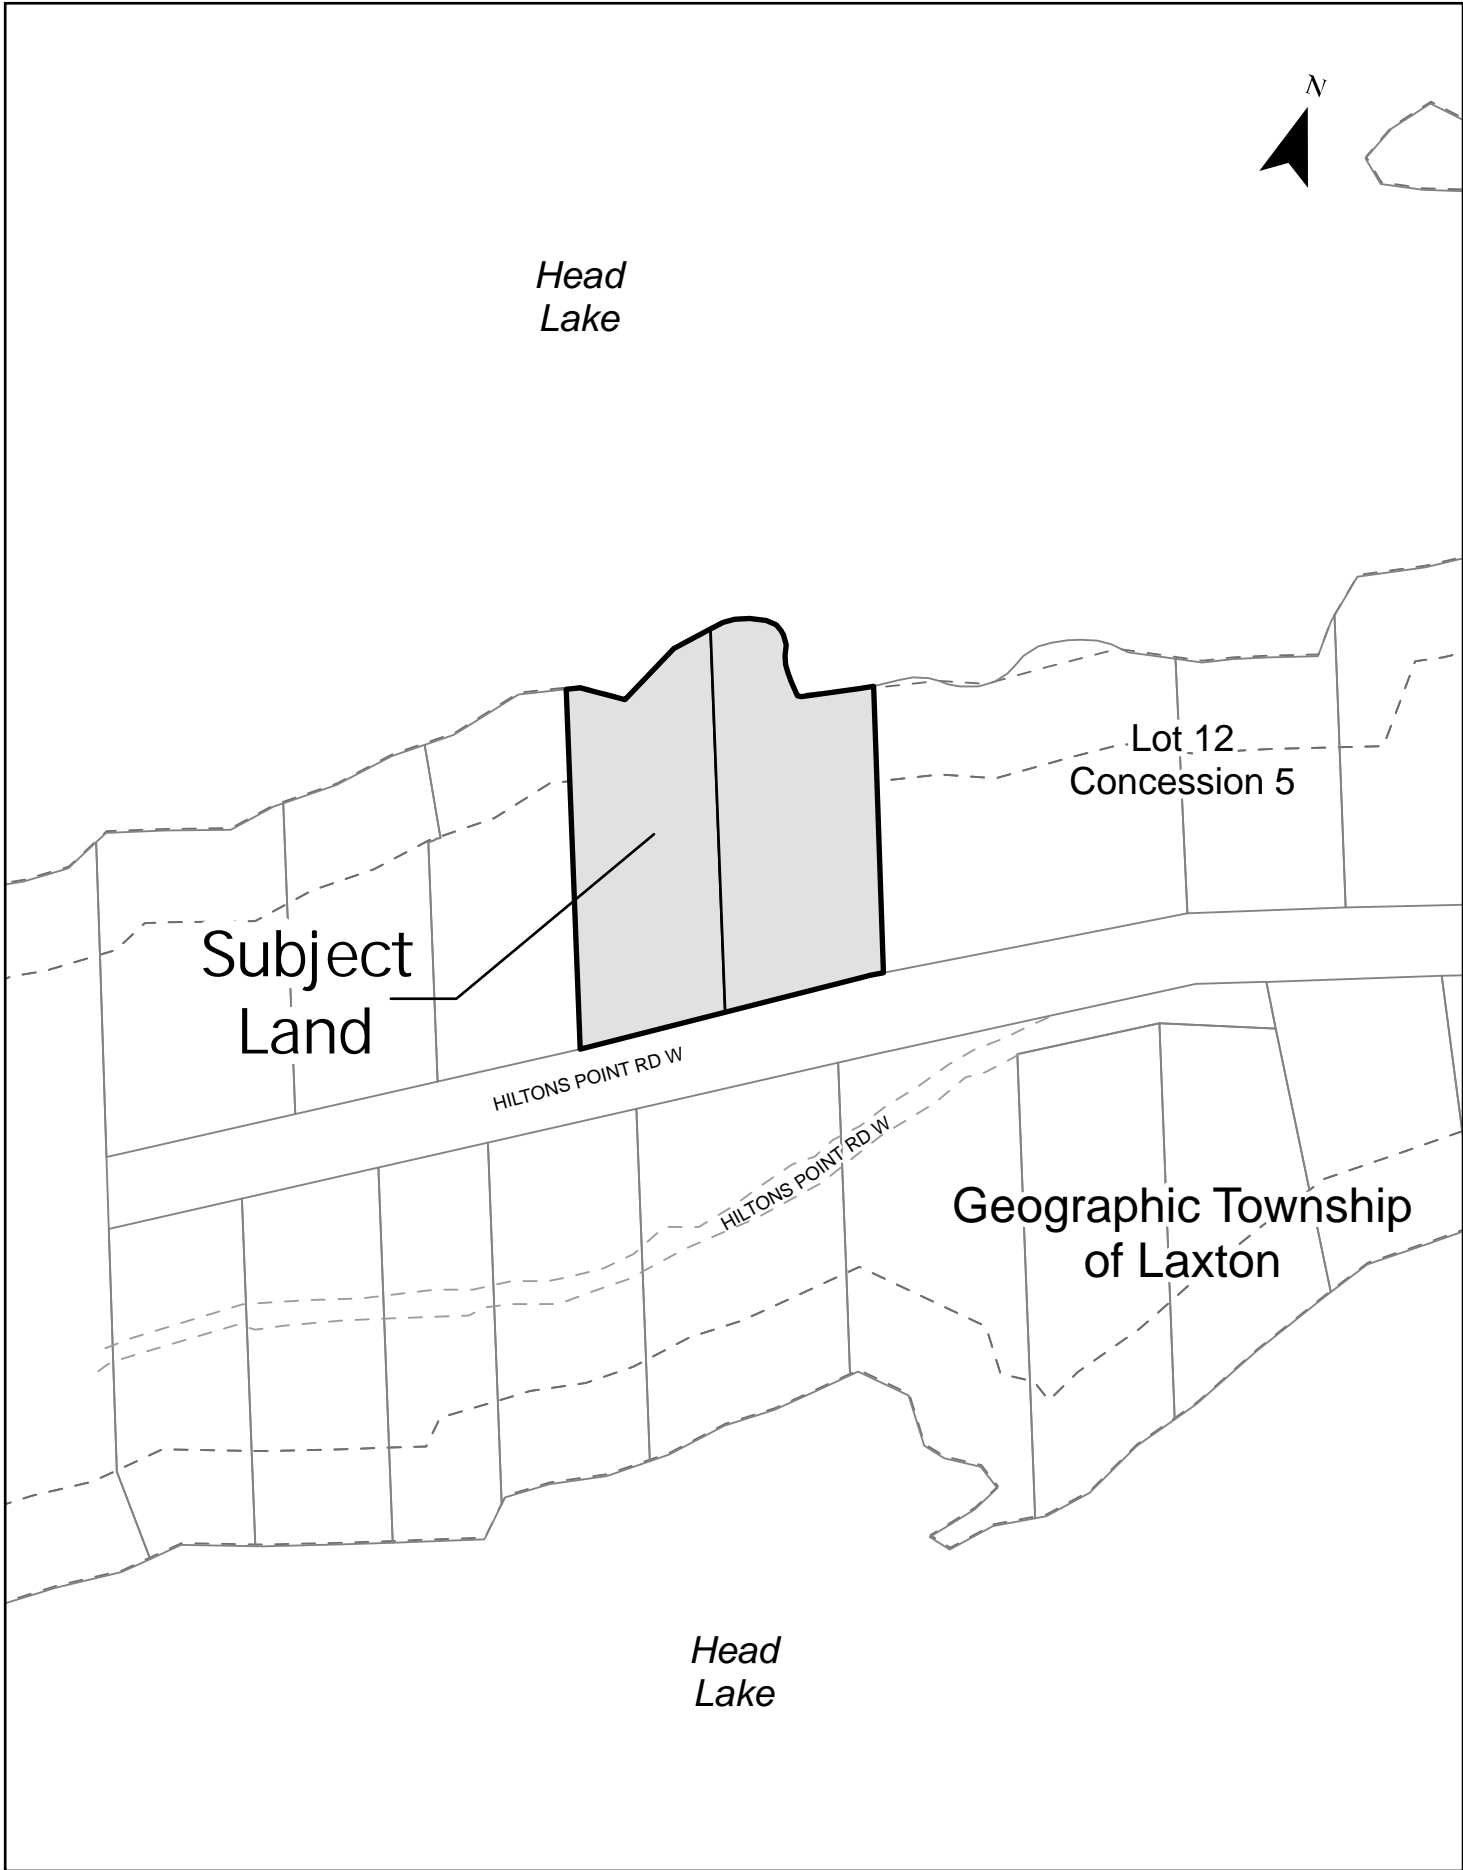 N
Head
Lake
Lot 12
Concession 5
Subject
Land
HILTONS POINT RD W
HILTONS POINT RD W
Geographic Township
of Laxton
Head
Lake